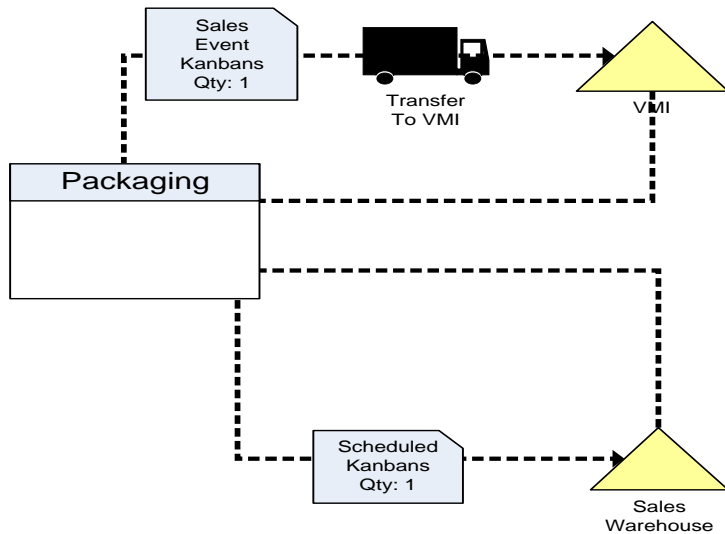 Sales
Event
Kanbans
Qty: 1
Transfer
To VMI
VMI
Packaging
Scheduled
Kanbans
Qty: 1
Sales
Warehouse